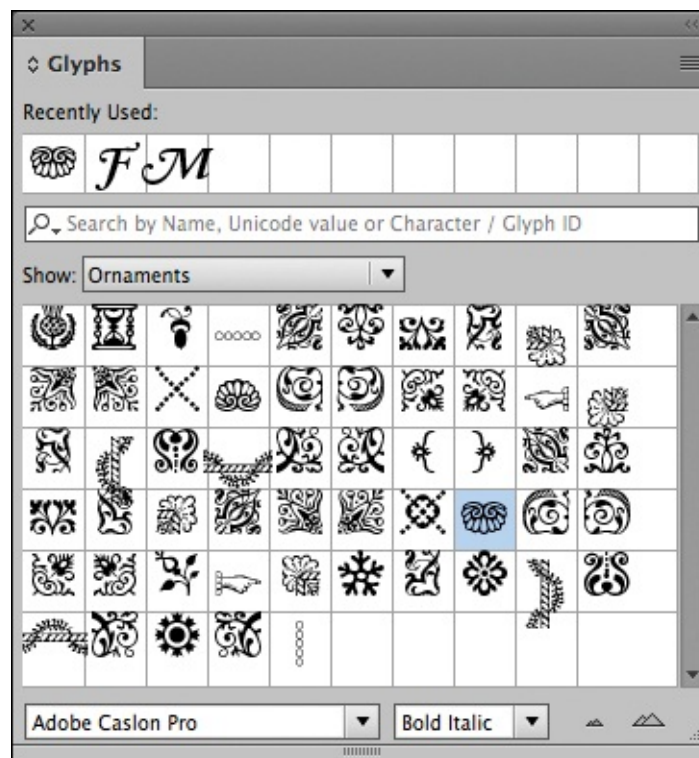 Glyphs
Recently Used:
F M
Search by Name, Unicode value or Character / Glyph ID
Show: Ornaments
Adobe Caslon Pro Bold Italic